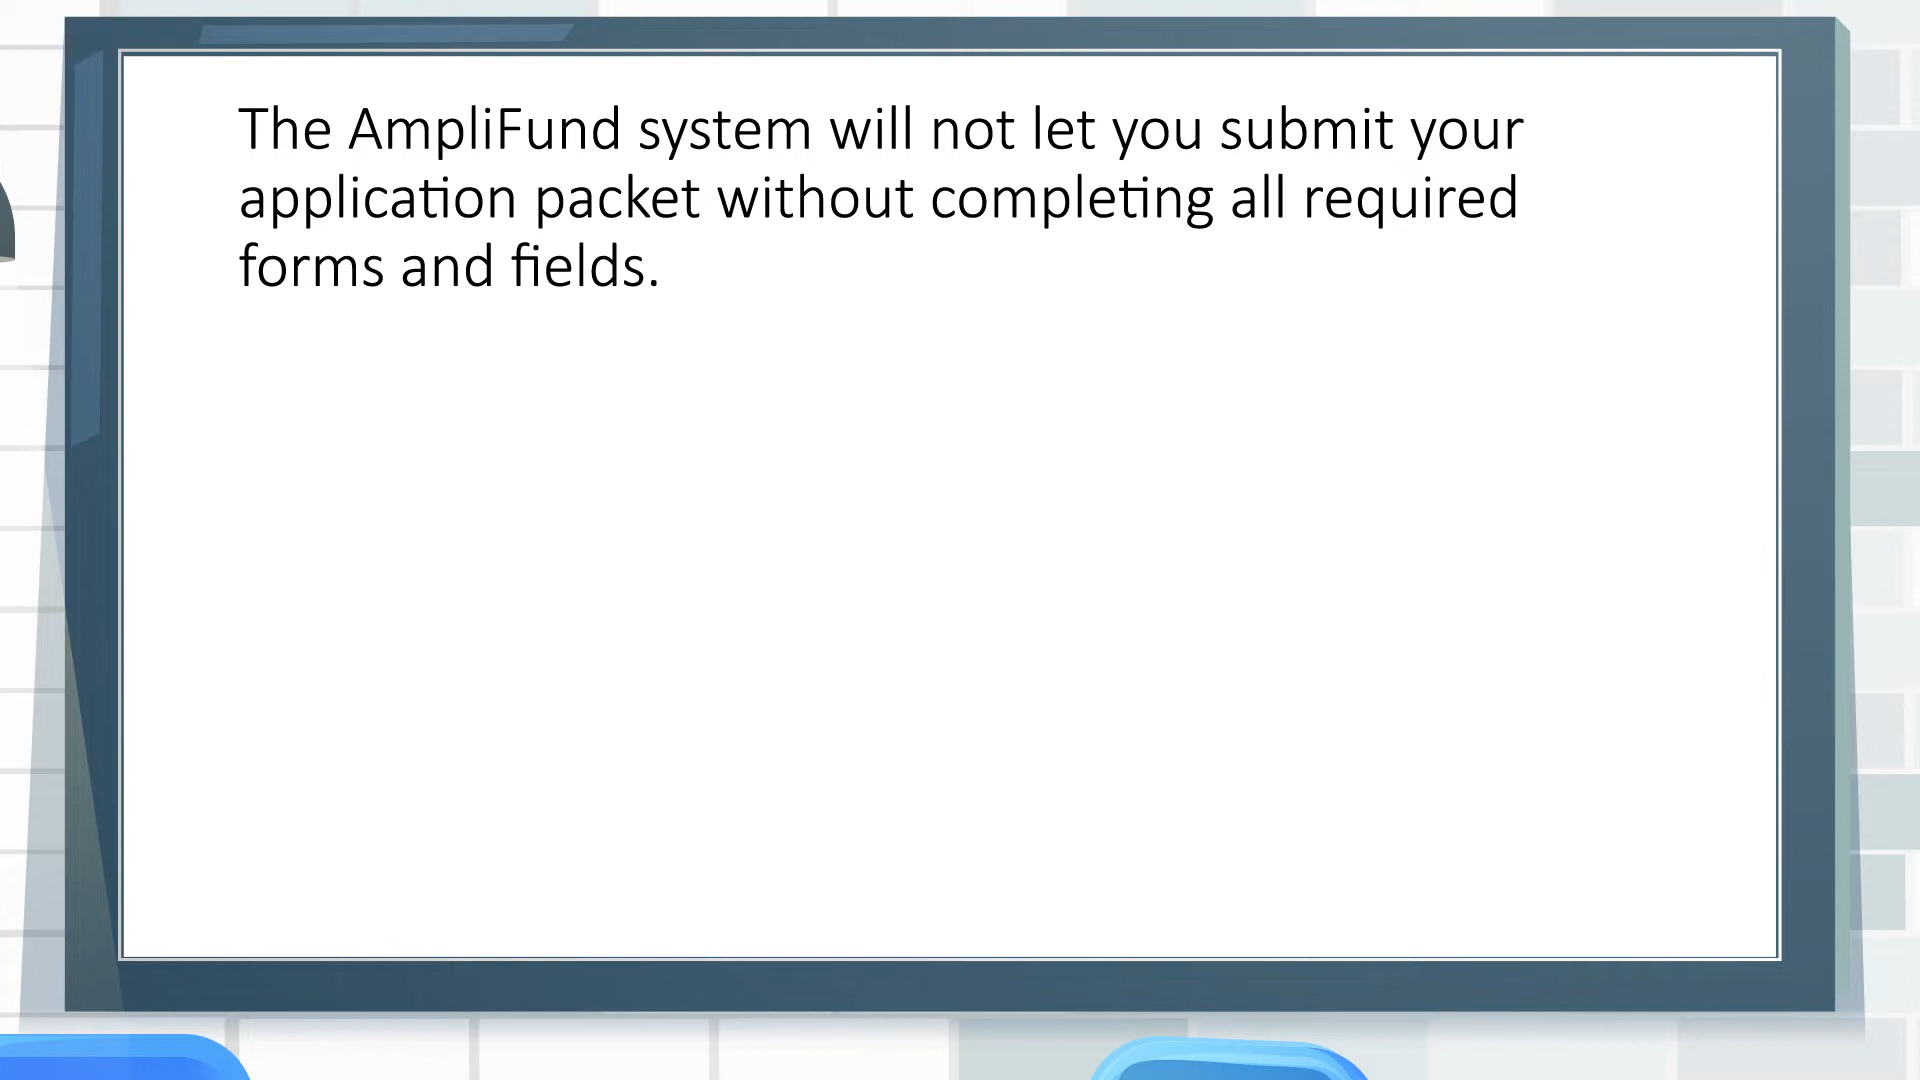 The AmpliFund system will not let you submit your
application packet without completing all required
forms and fields.